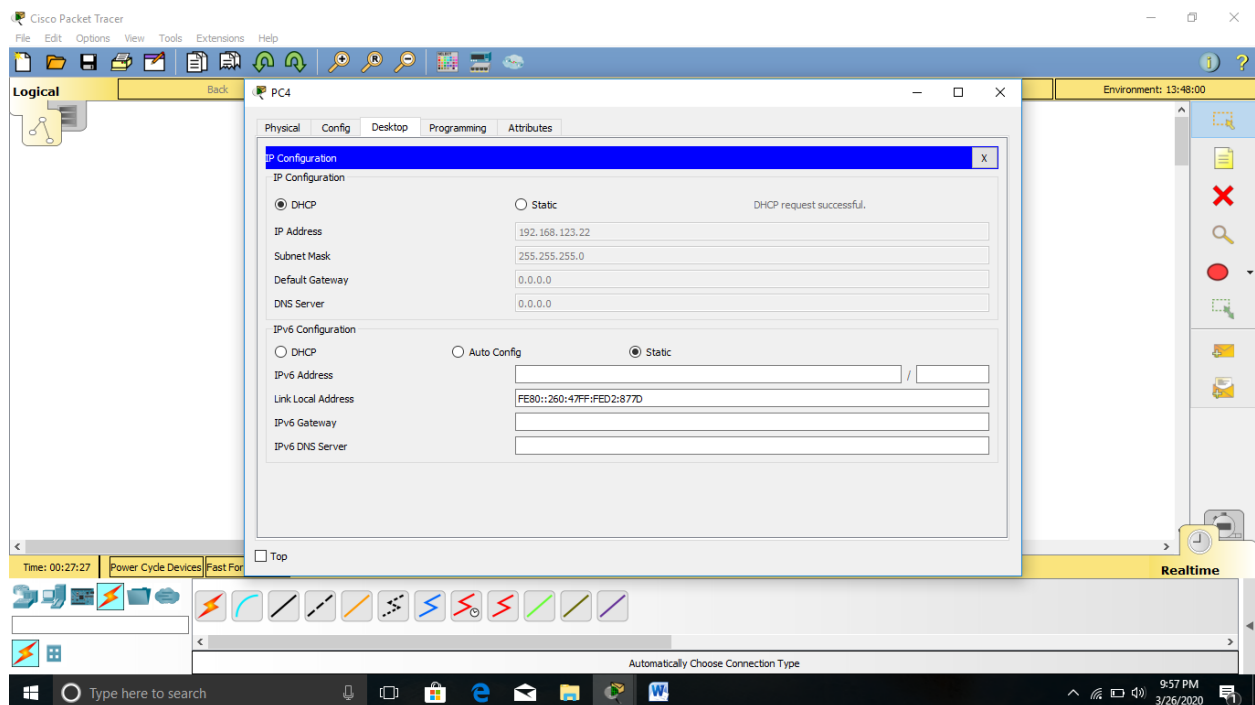 Cisco Packet Tracer
File Edit Options View Tools Extensions Help
Logical
Back
Environment: 13:48:00
PC4
Physical Config Desktop Programming Attributes
IP Configuration X
IP Configuration
DHCP Static DHCP request successful.
IP Address 192.168.123.22
Subnet Mask 255.255.255.0
Default Gateway 0.0.0.0
DNS Server 0.0.0.0
IPv6 Configuration
DHCP Auto Config Static
IPv6 Address /
Link Local Address FE80::260:47FF:FED2:877D
IPv6 Gateway
IPv6 DNS Server
Top
Time: 00:27:27 Power Cycle Devices Fast For
Realtime
Automatically Choose Connection Type
Type here to search
9:57 PM
3/26/2020